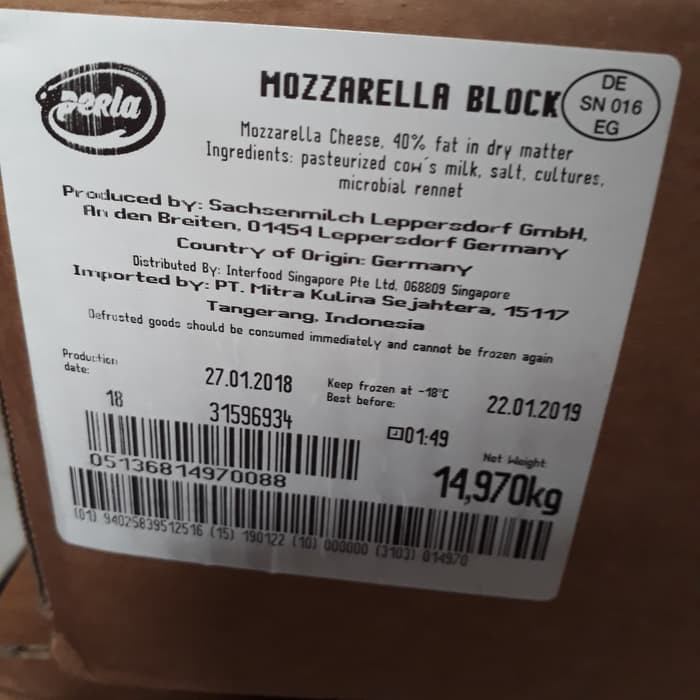 perla
MOZZARELLA BLOCK
DE
SN 016
EG
Mozzarella Cheese, 40% fat in dry matter
Ingredients: pasteurized cow's milk, salt, cultures,
microbial rennet
Produced by: Sachsenmilch Leppersdorf GmbH,
An den Breiten, 01454 Leppersdorf Germany
Country of Origin: Germany
Distributed By: Interfood Singapore Pte Ltd. 068809 Singapore
Imported by: PT. Mitra Kulina Sejahtera, 15117
Tangerang, Indonesia
Defrosted goods should be consumed immediately and cannot be frozen again
Production
date:
27.01.2018
Keep frozen at -18°C
Best before:
22.01.2019
18
31596934
01:49
Net Weight
14,970kg
05136814970088
(01) 94025839512516 (15) 190122 (10) 000000 (3103) 014970